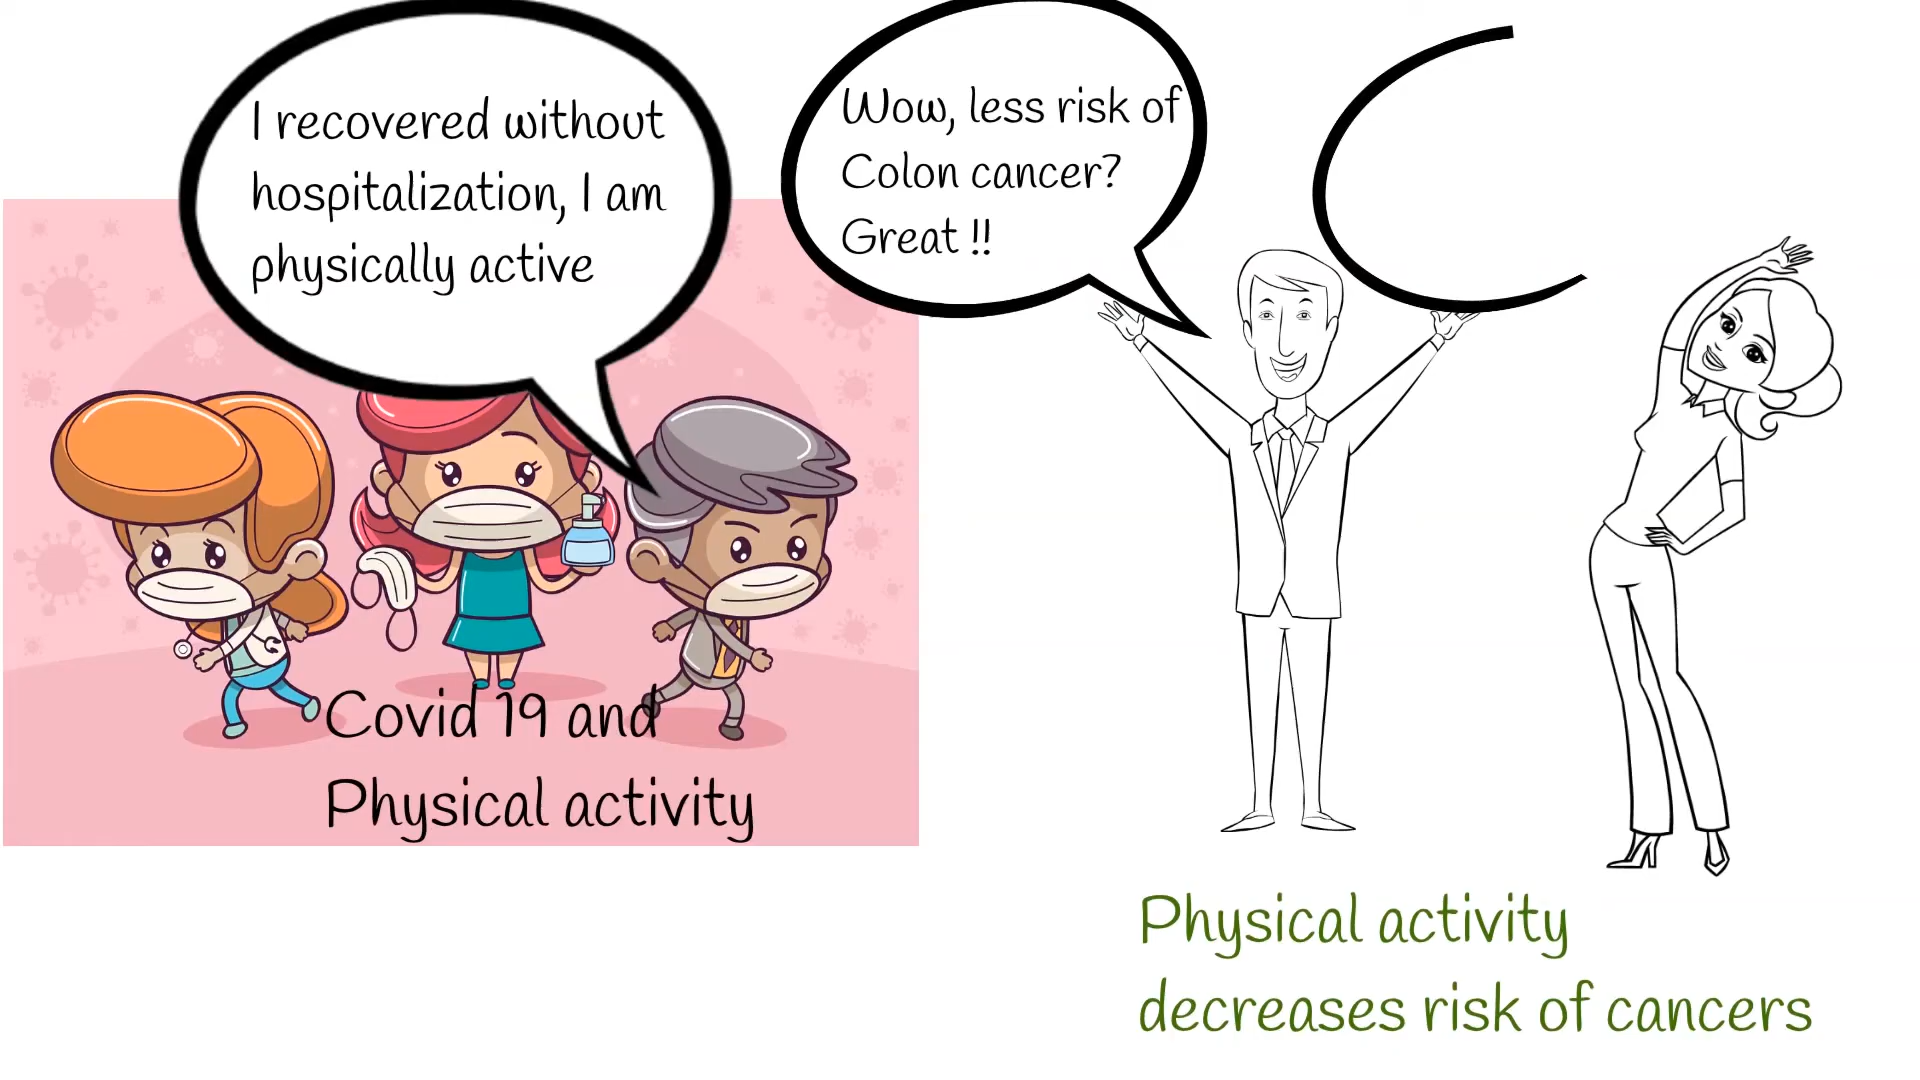 I recovered without
hospitalization, I am
physically active
Wow, less risk of
Colon cancer?
Great !!
Covid 19 and
Physical activity
Physical activity
decreases risk of cancers